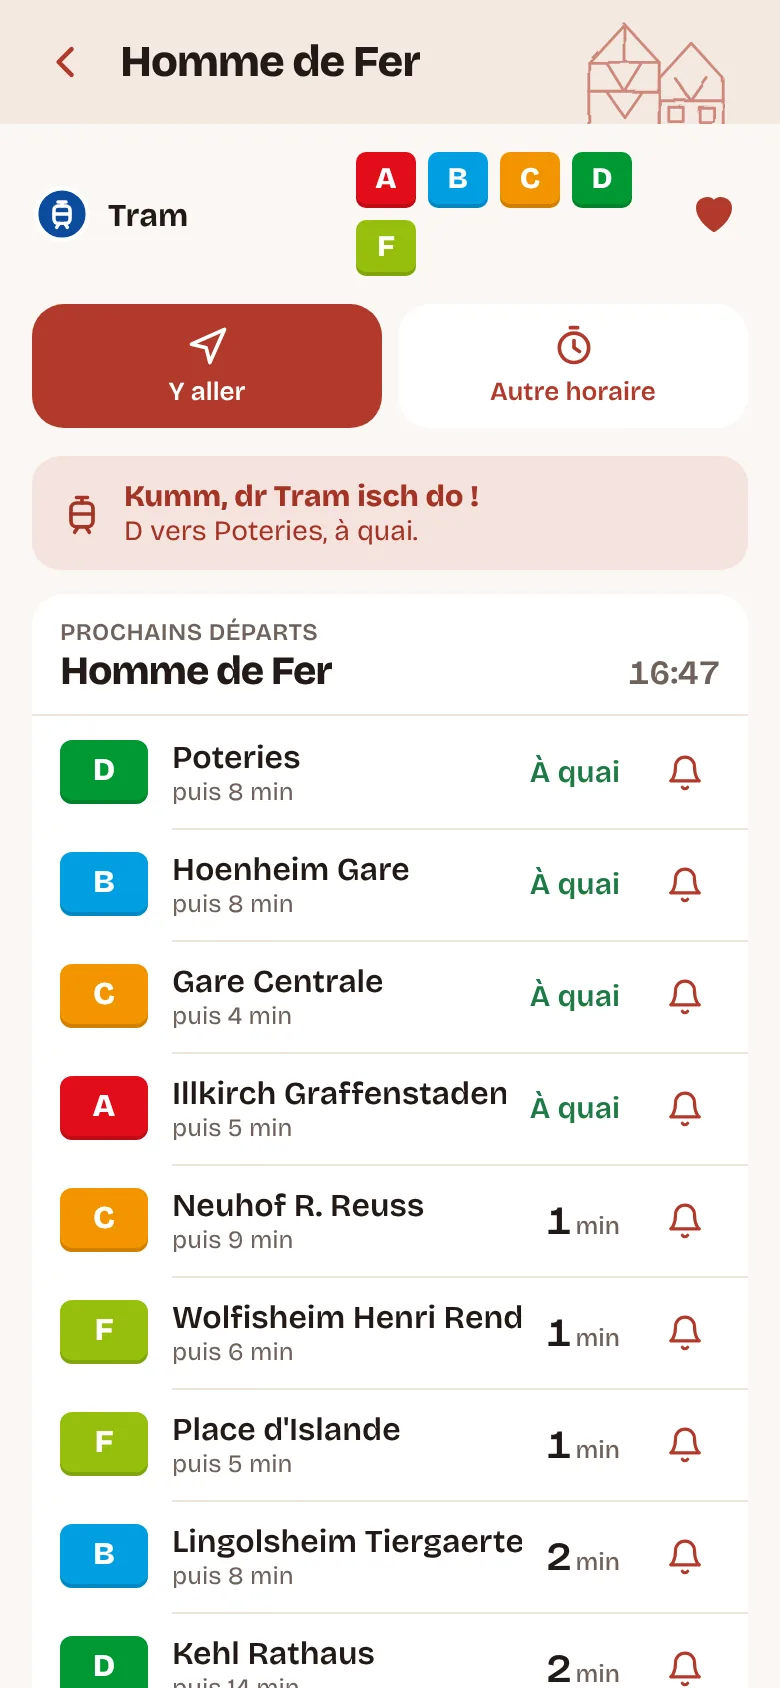 Homme de Fer
Tram
A B C D
F
Y aller
Autre horaire
Kumm, dr Tram isch do !
D vers Poteries, à quai.
PROCHAINS DÉPARTS
Homme de Fer
16:47
D
Poteries
puis 8 min
À quai
B
Hoenheim Gare
puis 8 min
À quai
C
Gare Centrale
puis 4 min
À quai
A
Illkirch Graffenstaden
puis 5 min
À quai
C
Neuhof R. Reuss
puis 9 min
1 min
F
Wolfisheim Henri Rend
puis 6 min
1 min
F
Place d'Islande
puis 5 min
1 min
B
Lingolsheim Tiergaerte
puis 8 min
2 min
D
Kehl Rathaus
puis 14 min
2 min